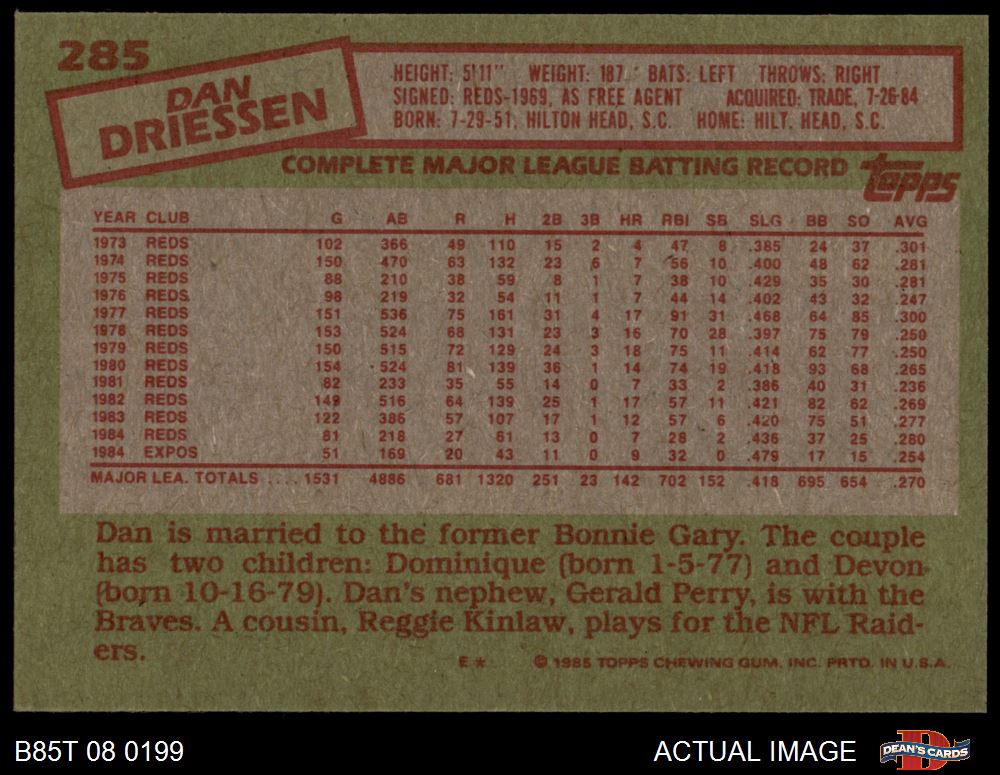 285
DAN
DRIESSEN
HEIGHT: 5'11" WEIGHT: 187 BATS: LEFT THROWS: RIGHT
SIGNED: REDS-1969, AS FREE AGENT ACQUIRED: TRADE, 7-26-84
BORN: 7-29-51, HILTON HEAD, S.C. HOME: HILT. HEAD, S.C.
COMPLETE MAJOR LEAGUE BATTING RECORD topps
YEAR CLUB G AB R H 2B 3B HR RBI SB SLG BB SO AVG
1973 REDS 102 366 49 110 15 2 4 47 8 .385 24 37 .301
1974 REDS 150 470 63 132 23 6 7 56 10 .400 48 62 .281
1975 REDS 88 210 38 59 8 1 7 38 10 .429 35 30 .281
1976 REDS 98 219 32 54 11 1 7 44 14 .402 43 32 .247
1977 REDS 151 536 75 161 31 4 17 91 31 .468 64 85 .300
1978 REDS 153 524 68 131 23 3 16 70 28 .397 75 79 .250
1979 REDS 150 515 72 129 24 3 18 75 11 .414 62 77 .250
1980 REDS 154 524 81 139 36 1 14 74 19 .418 93 68 .265
1981 REDS 82 233 35 55 14 0 7 33 2 .386 40 31 .236
1982 REDS 149 516 64 139 25 1 17 57 11 .421 82 62 .269
1983 REDS 122 386 57 107 17 1 12 57 6 .420 75 51 .277
1984 REDS 81 218 27 61 13 0 7 28 2 .436 37 25 .280
1984 EXPOS 51 169 20 43 11 0 9 32 0 .479 17 15 .254
MAJOR LEA. TOTALS .... 1531 4886 681 1320 251 23 142 702 152 .418 695 654 .270
Dan is married to the former Bonnie Gary. The couple
has two children: Dominique (born 1-5-77) and Devon
(born 10-16-79). Dan's nephew, Gerald Perry, is with the
Braves. A cousin, Reggie Kinlaw, plays for the NFL Raid-
ers.
E* © 1985 TOPPS CHEWING GUM, INC. PRTD. IN U.S.A.
B85T 08 0199 ACTUAL IMAGE DEAN'S CARDS